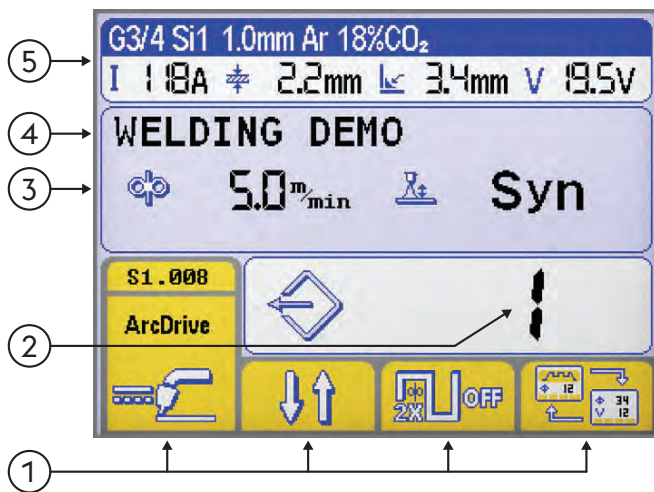 G3/4 Si1 1.0mm Ar 18%CO₂
I 118A 2.2mm 3.4mm V 19.5V
WELDING DEMO
5.0 m/min Syn
S1.008
ArcDrive
1
2X OFF
12
34
V 12
5
4
3
2
1